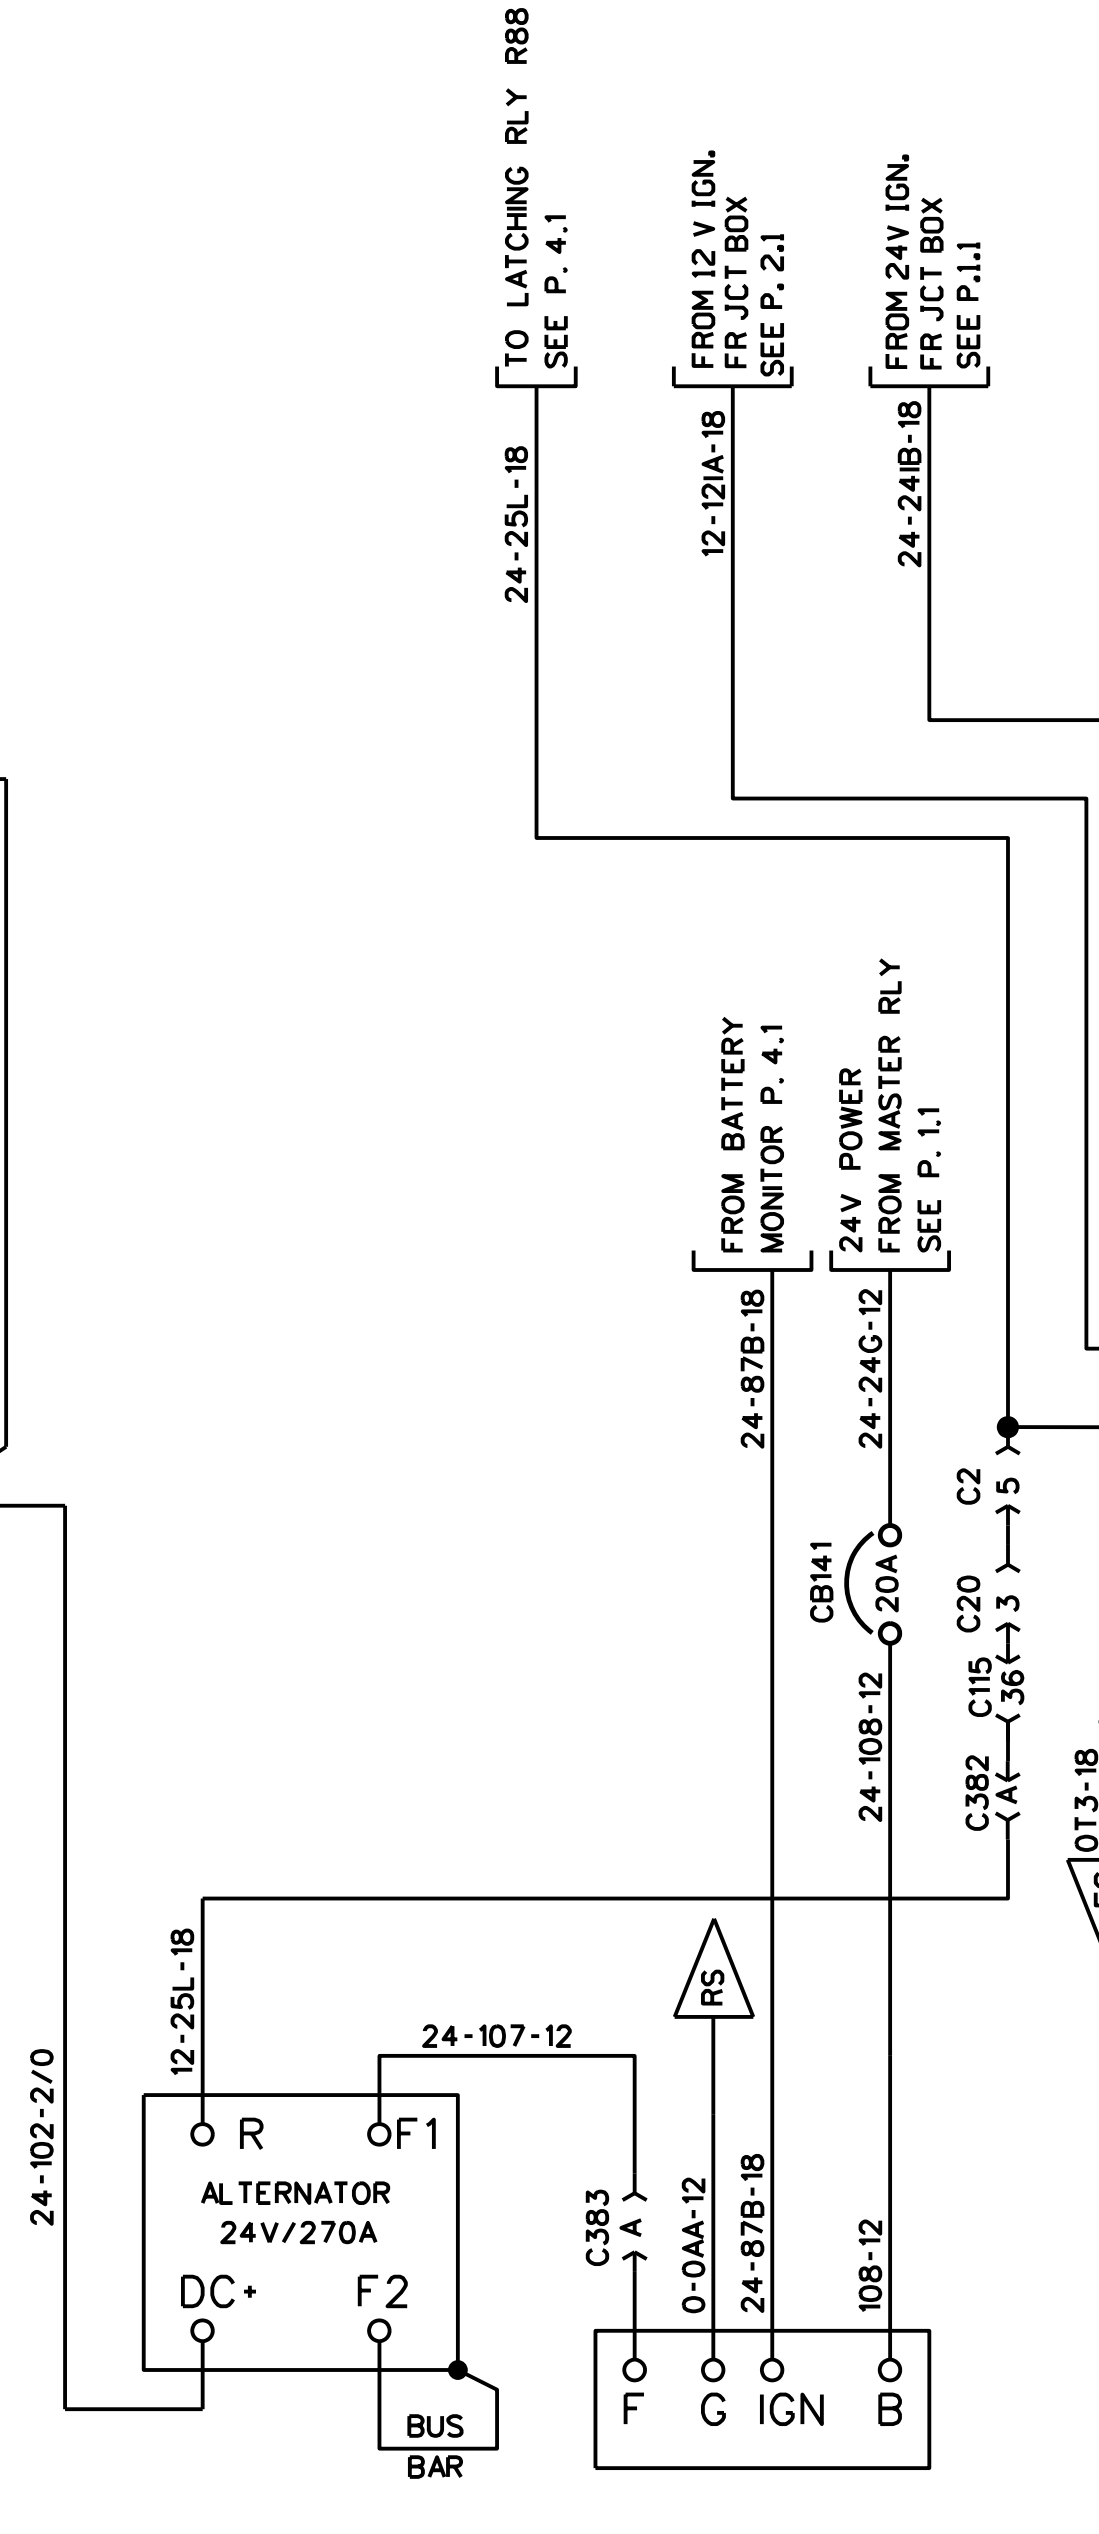 TO LATCHING RLY R88
SEE P. 4.1
24-25L-18
FROM 12 V IGN.
FR JCT BOX
SEE P. 2.1
12-12IA-18
FROM 24V IGN.
FR JCT BOX
SEE P.1.1
24-24IB-18
FROM BATTERY
MONITOR P. 4.1
24-87B-18
24V POWER
FROM MASTER RLY
SEE P. 1.1
24-24G-12
CB141
20A
24-108-12
C2
5
C20
3
C115
36
C382
A
0T3-18
12-25L-18
24-102-2/0
24-107-12
RS
R
F1
ALTERNATOR
24V/270A
DC+
F2
BUS
BAR
C383
A
0-0AA-12
24-87B-18
108-12
F
G
IGN
B